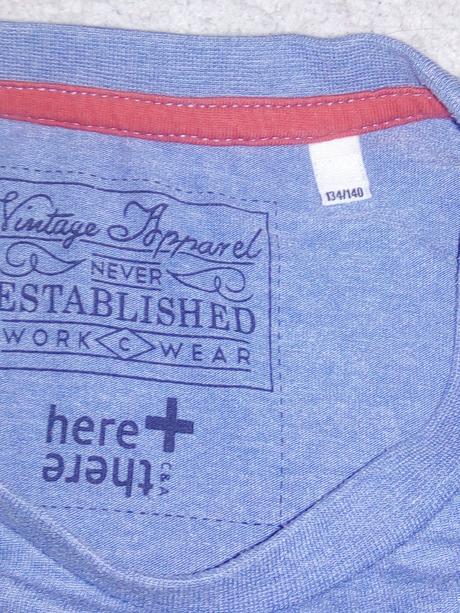 134/140
Vintage Apparel
NEVER
ESTABLISHED
WORK C WEAR
here+
there
C&A